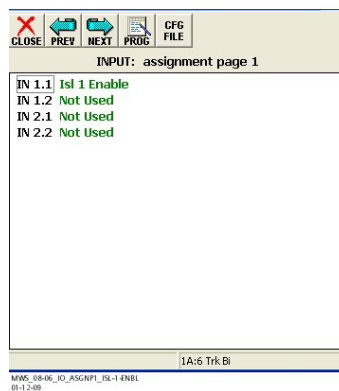 CLOSE PREV NEXT PROG CFG FILE
INPUT: assignment page 1
IN 1.1 Isl 1 Enable
IN 1.2 Not Used
IN 2.1 Not Used
IN 2.2 Not Used
1A:6 Trk Bi
MWS_08-06_IO_ASGNP1_ISL-1-ENBL
01-12-09